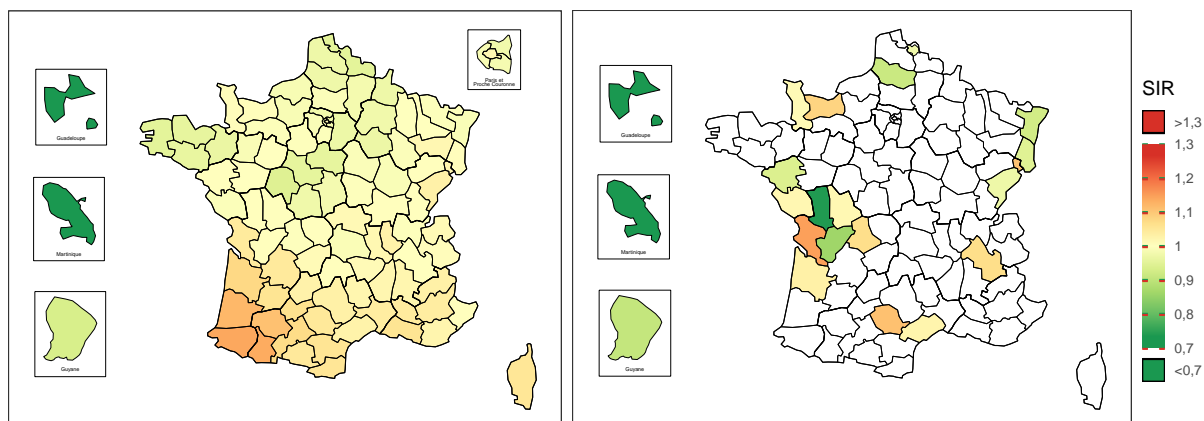 Paris et
Proche Couronne
Guadeloupe
Martinique
Guyane
Guadeloupe
Martinique
Guyane
SIR
>1,3
1,3
1,2
1,1
1
0,9
0,8
0,7
<0,7